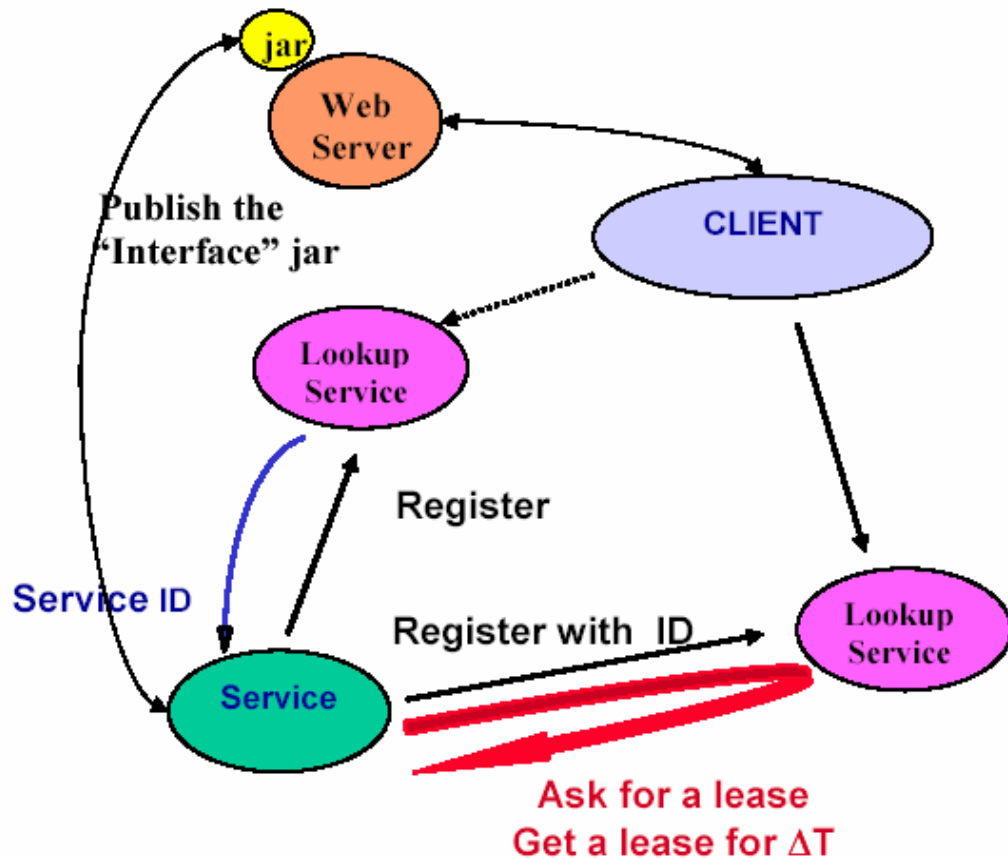 jar
Web
Server
Publish the
“Interface” jar
CLIENT
Lookup
Service
Register
Service ID
Register with ID
Lookup
Service
Service
Ask for a lease
Get a lease for ΔT